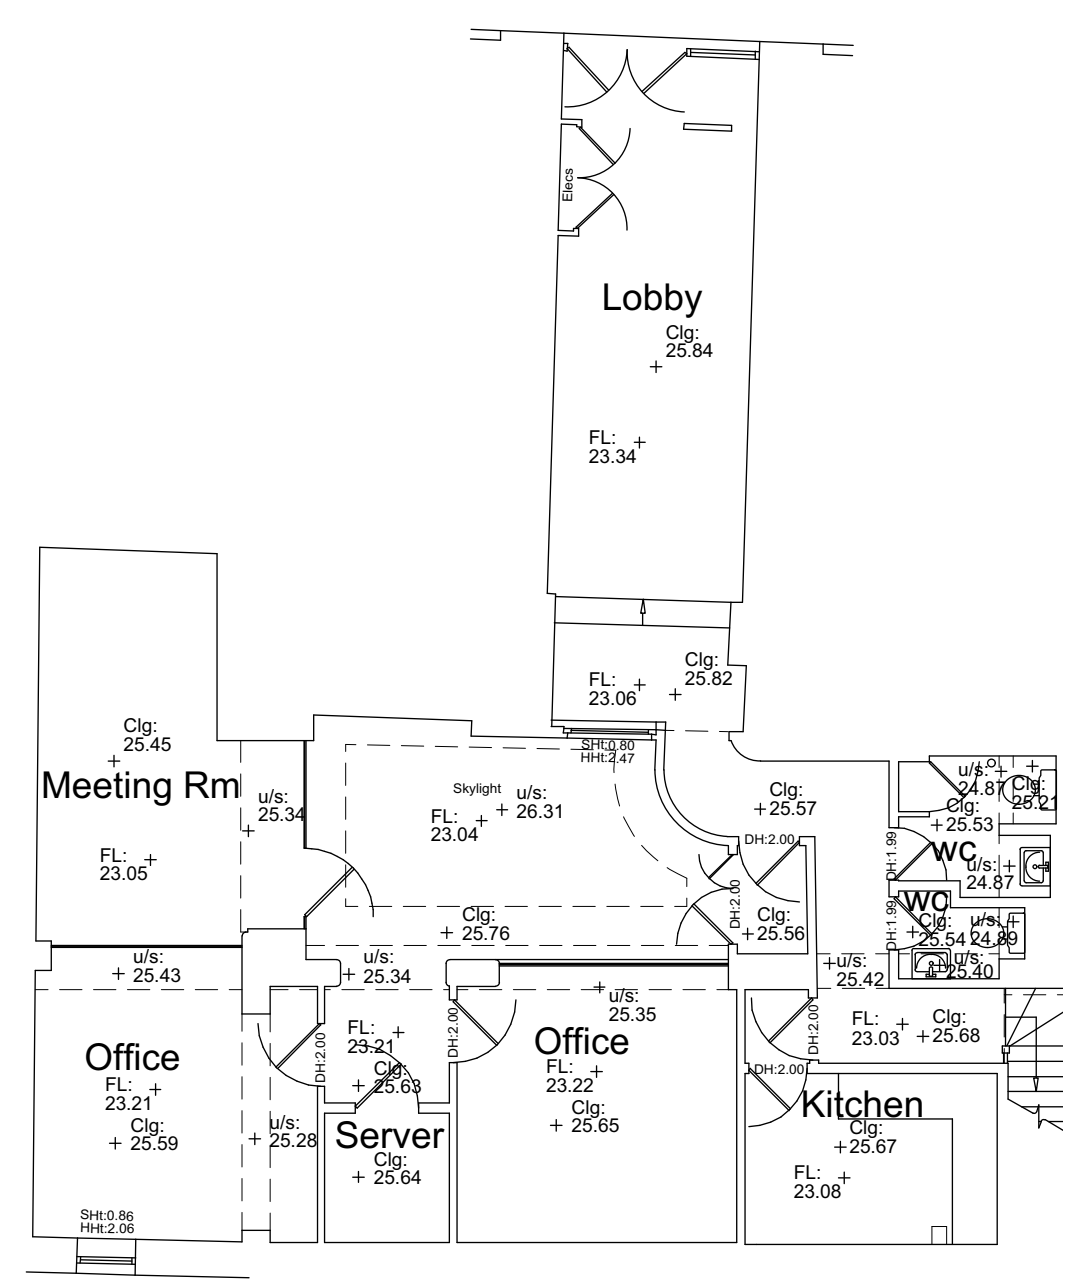 Elecs
Lobby
Clg:
25.84
FL:
23.34
Clg:
25.82
FL:
23.06
SHt:0.80
HHt:2.47
Clg:
25.45
Meeting Rm
u/s:
25.34
FL:
23.05
Skylight
u/s:
26.31
FL:
23.04
Clg:
25.57
DH:2.00
DH:2.00
Clg:
25.76
Clg:
25.56
u/s:
24.87
Clg:
25.21
Clg:
25.53
DH:1.99
WC
u/s:
24.87
WC
DH:1.99
Clg:
25.54
u/s:
24.89
u/s:
25.40
u/s:
25.42
u/s:
25.43
u/s:
25.34
u/s:
25.35
Office
FL:
23.21
Clg:
25.59
u/s:
25.28
SHt:0.86
HHt:2.06
DH:2.00
FL:
23.21
Clg:
25.63
DH:2.00
Server
Clg:
25.64
Office
FL:
23.22
Clg:
25.65
DH:2.00
FL:
23.03
Clg:
25.68
DH:2.00
Kitchen
Clg:
25.67
FL:
23.08